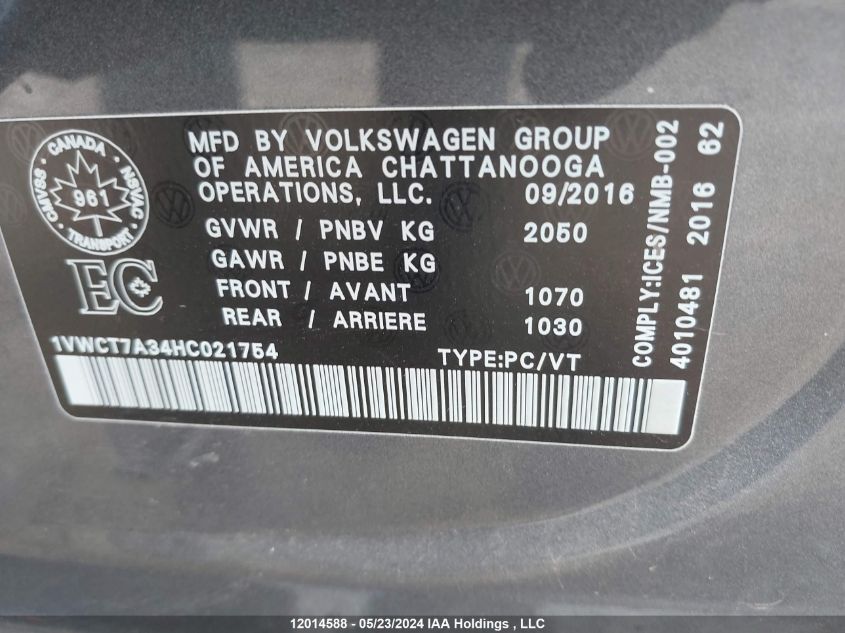 CANADA
CMVSS
NSVAC
961
TRANSPORT
EC
MFD BY VOLKSWAGEN GROUP
OF AMERICA CHATTANOOGA
OPERATIONS, LLC. 09/2016
GVWR / PNBV KG 2050
GAWR / PNBE KG
FRONT / AVANT 1070
REAR / ARRIERE 1030
1VWCT7A34HC021754 TYPE:PC/VT
COMPLY:ICES/NMB-002
4010481 2016 62
12014588 - 05/23/2024 IAA Holdings , LLC